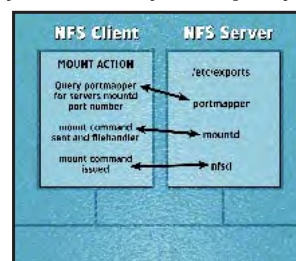 NFS Client
NFS Server
MOUNT ACTION
Query portmapper
for servers mountd
port number
mount command
sent and filehandler
mount command
issued
/etc/exports
portmapper
mountd
nfsd